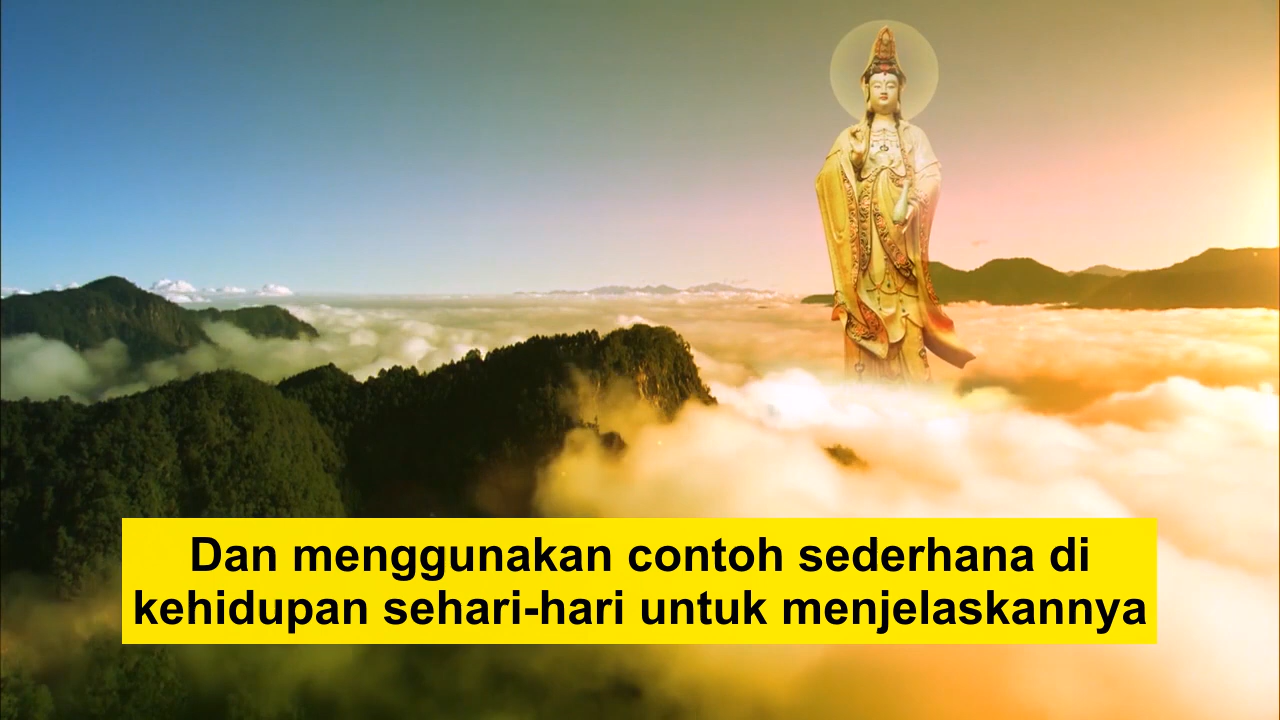 Dan menggunakan contoh sederhana di
kehidupan sehari-hari untuk menjelaskannya